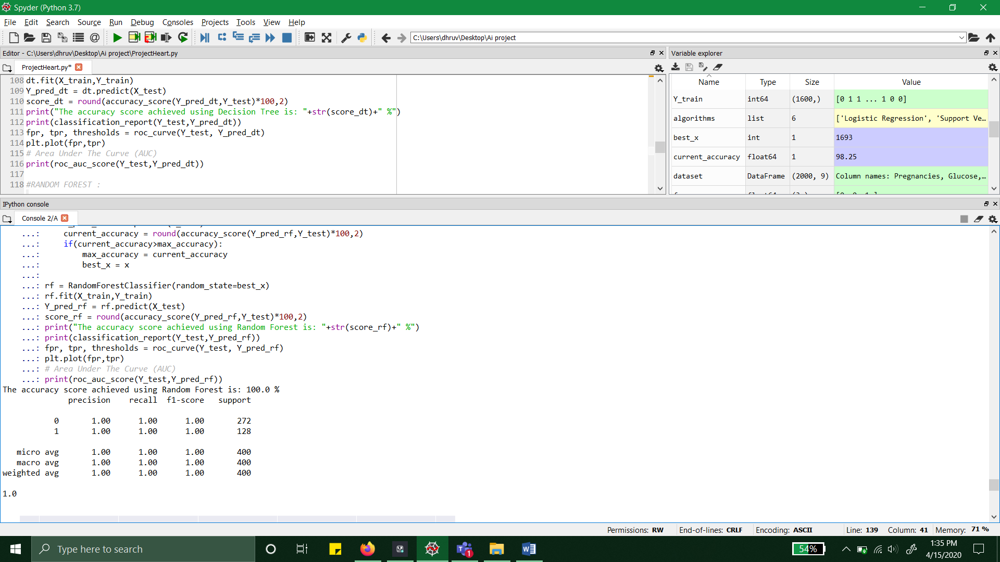 Spyder (Python 3.7)
File Edit Search Source Run Debug Consoles Projects Tools View Help
C:\Users\dhruv\Desktop\Ai project
Editor - C:\Users\dhruv\Desktop\Ai project\ProjectHeart.py
ProjectHeart.py*
108 dt.fit(X_train,Y_train)
109 Y_pred_dt = dt.predict(X_test)
110 score_dt = round(accuracy_score(Y_pred_dt,Y_test)*100,2)
111 print("The accuracy score achieved using Decision Tree is: "+str(score_dt)+" %")
112 print(classification_report(Y_test,Y_pred_dt))
113 fpr, tpr, thresholds = roc_curve(Y_test, Y_pred_dt)
114 plt.plot(fpr,tpr)
115 # Area Under The Curve (AUC)
116 print(roc_auc_score(Y_test,Y_pred_dt))
117
118 #RANDOM FOREST :
Variable explorer
Name Type Size Value
Y_train int64 (1600,) [0 1 1 ... 1 0 0]
algorithms list 6 ['Logistic Regression', 'Support Ve...
best_x int 1 1693
current_accuracy float64 1 98.25
dataset DataFrame (2000, 9) Column names: Pregnancies, Glucose,...
IPython console
Console 2/A
...:     current_accuracy = round(accuracy_score(Y_pred_rf,Y_test)*100,2)
...:     if(current_accuracy>max_accuracy):
...:         max_accuracy = current_accuracy
...:         best_x = x
...:
...: rf = RandomForestClassifier(random_state=best_x)
...: rf.fit(X_train,Y_train)
...: Y_pred_rf = rf.predict(X_test)
...: score_rf = round(accuracy_score(Y_pred_rf,Y_test)*100,2)
...: print("The accuracy score achieved using Random Forest is: "+str(score_rf)+" %")
...: print(classification_report(Y_test,Y_pred_rf))
...: fpr, tpr, thresholds = roc_curve(Y_test, Y_pred_rf)
...: plt.plot(fpr,tpr)
...: # Area Under The Curve (AUC)
...: print(roc_auc_score(Y_test,Y_pred_rf))
The accuracy score achieved using Random Forest is: 100.0 %
precision recall f1-score support
0 1.00 1.00 1.00 272
1 1.00 1.00 1.00 128
micro avg 1.00 1.00 1.00 400
macro avg 1.00 1.00 1.00 400
weighted avg 1.00 1.00 1.00 400
1.0
Permissions: RW End-of-lines: CRLF Encoding: ASCII Line: 139 Column: 41 Memory: 71 %
Type here to search
1
54%
1:35 PM
4/15/2020